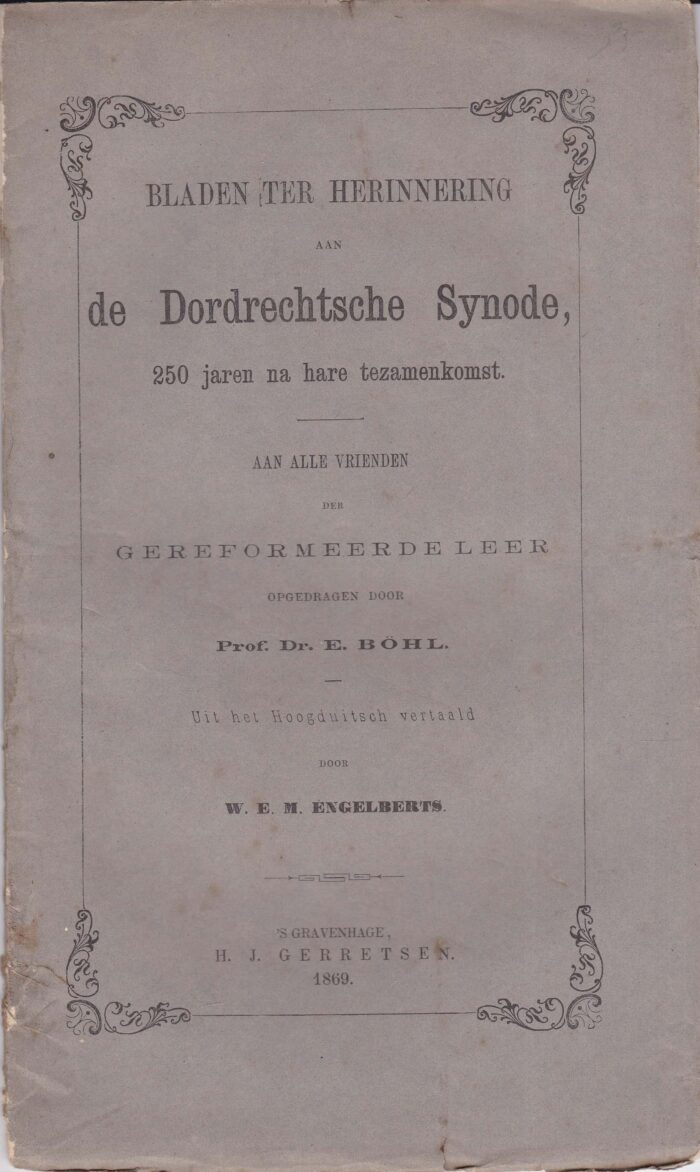 BLADEN TER HERINNERING
AAN
de Dordrechtsche Synode,
250 jaren na hare tezamenkomst.
AAN ALLE VRIENDEN
DER
GEREFORMEERDE LEER
OPGEDRAGEN DOOR
Prof. Dr. E. BÖHL.
Uit het Hoogduitsch vertaald
DOOR
W. E. M. ENGELBERTS.
'S GRAVENHAGE,
H. J. GERRETSEN.
1869.